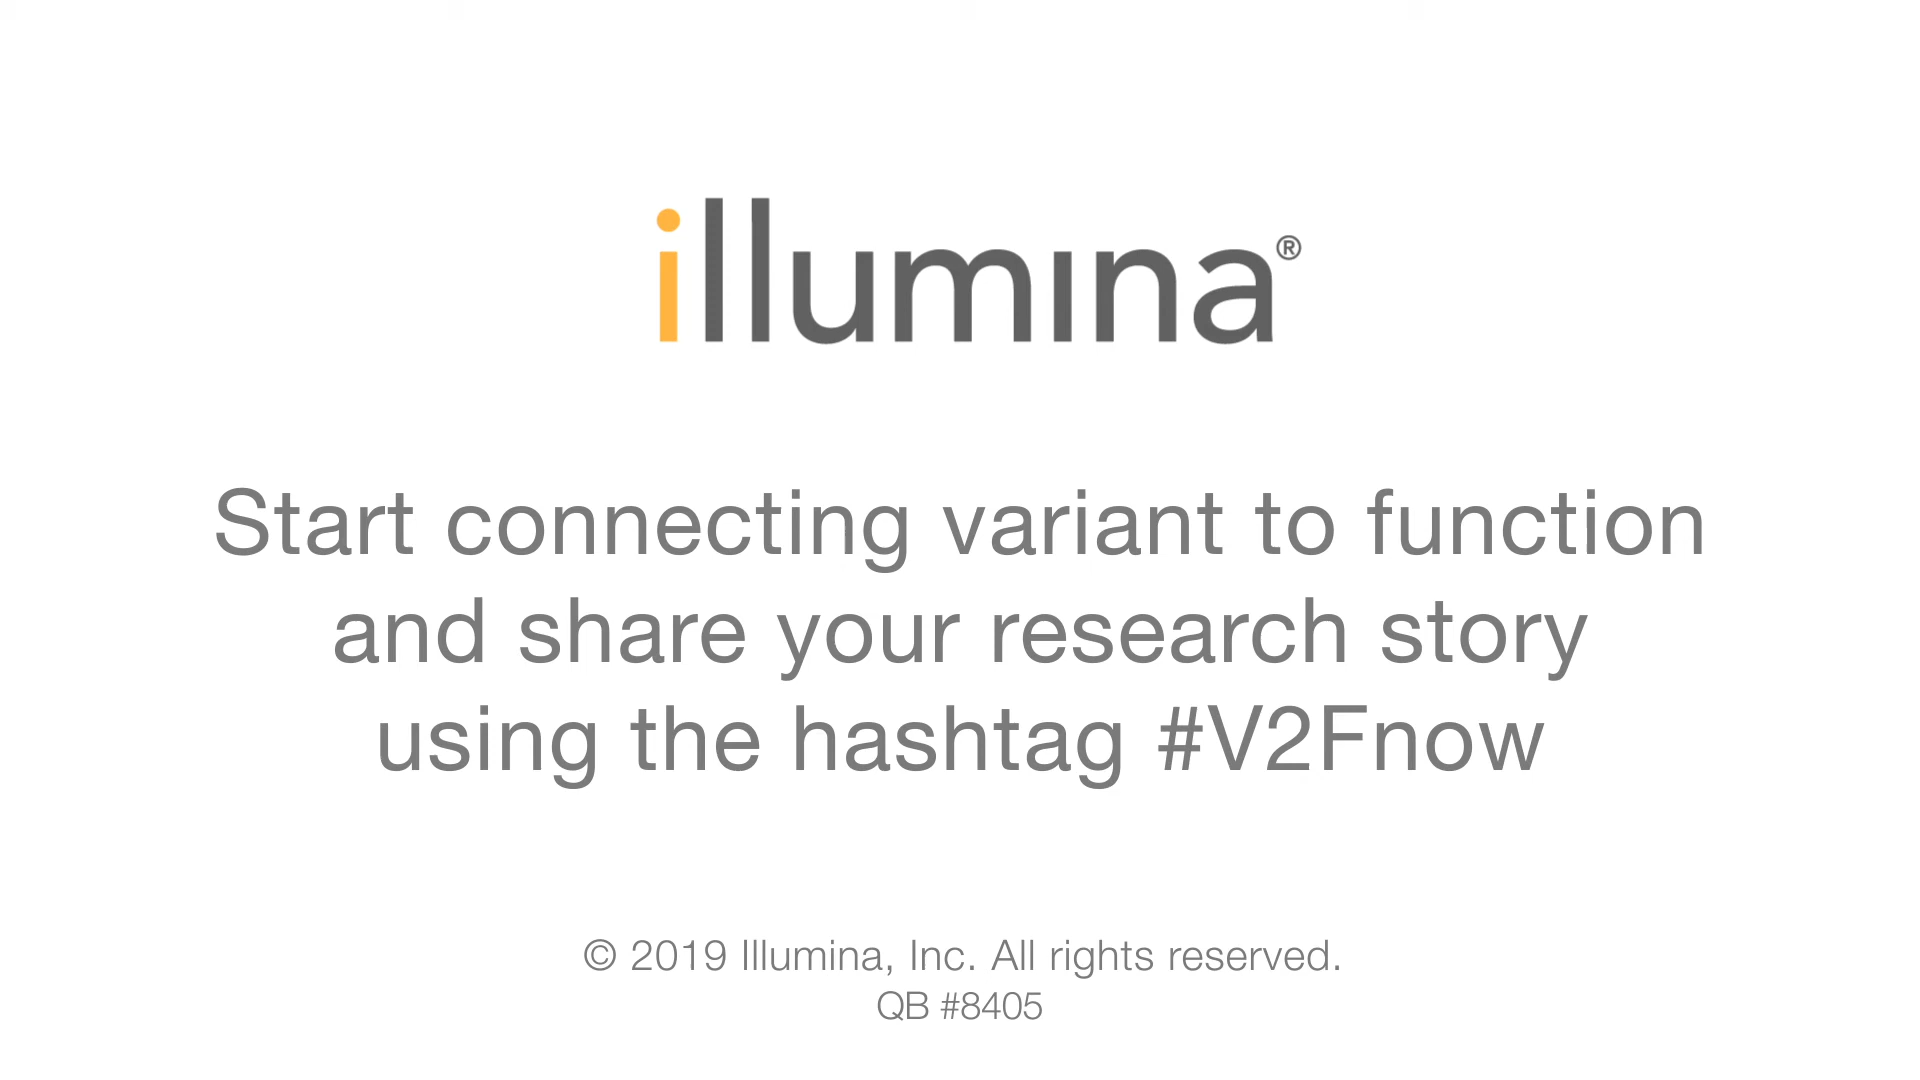 illumina®
Start connecting variant to function
and share your research story
using the hashtag #V2Fnow
© 2019 Illumina, Inc. All rights reserved.
QB #8405